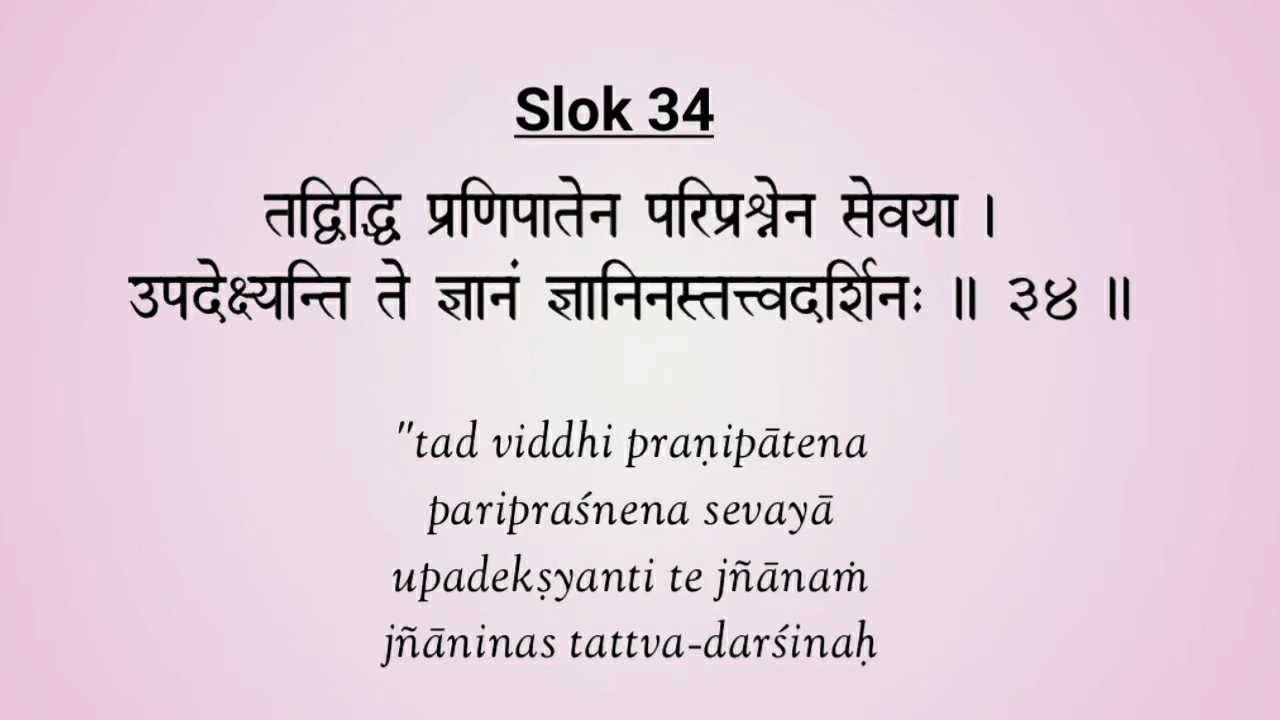 Slok 34
तद्विद्धि प्रणिपातेन परिप्रश्नेन सेवया ।
उपदेक्ष्यन्ति ते ज्ञानं ज्ञानिनस्तत्त्वदर्शिनः ॥ ३४ ॥
"tad viddhi praṇipātena
paripraśnena sevayā
upadekṣyanti te jñānaṁ
jñāninas tattva-darśinaḥ